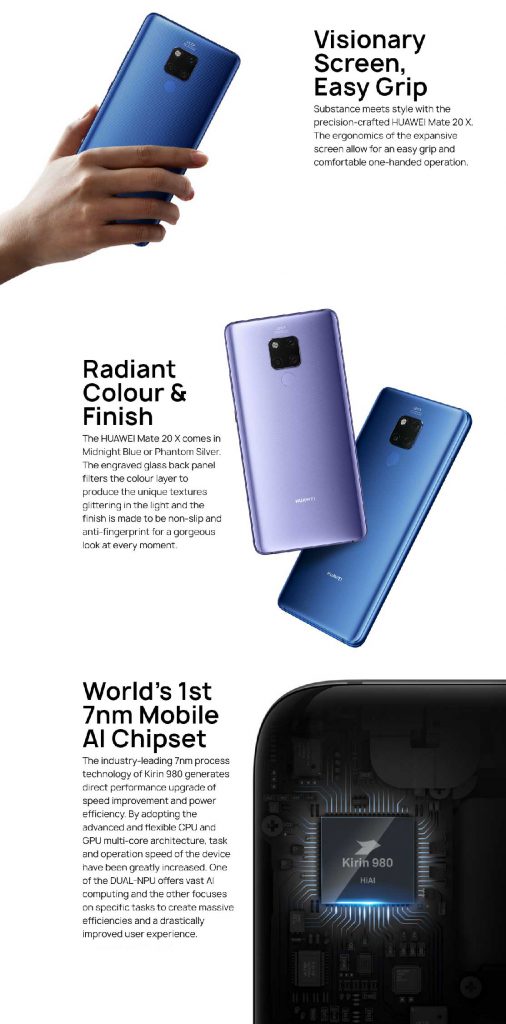 Visionary
Screen,
Easy Grip
Substance meets style with the
precision-crafted HUAWEI Mate 20 X.
The ergonomics of the expansive
screen allow for an easy grip and
comfortable one-handed operation.
Radiant
Colour &
Finish
The HUAWEI Mate 20 X comes in
Midnight Blue or Phantom Silver.
The engraved glass back panel
filters the colour layer to
produce the unique textures
glittering in the light and the
finish is made to be non-slip and
anti-fingerprint for a gorgeous
look at every moment.
HUAWEI
HUAWEI
World's 1st
7nm Mobile
AI Chipset
The industry-leading 7nm process
technology of Kirin 980 generates
direct performance upgrade of
speed improvement and power
efficiency. By adopting the
advanced and flexible CPU and
GPU multi-core architecture, task
and operation speed of the device
have been greatly increased. One
of the DUAL-NPU offers vast AI
computing and the other focuses
on specific tasks to create massive
efficiencies and a drastically
improved user experience.
Kirin 980
HiAI